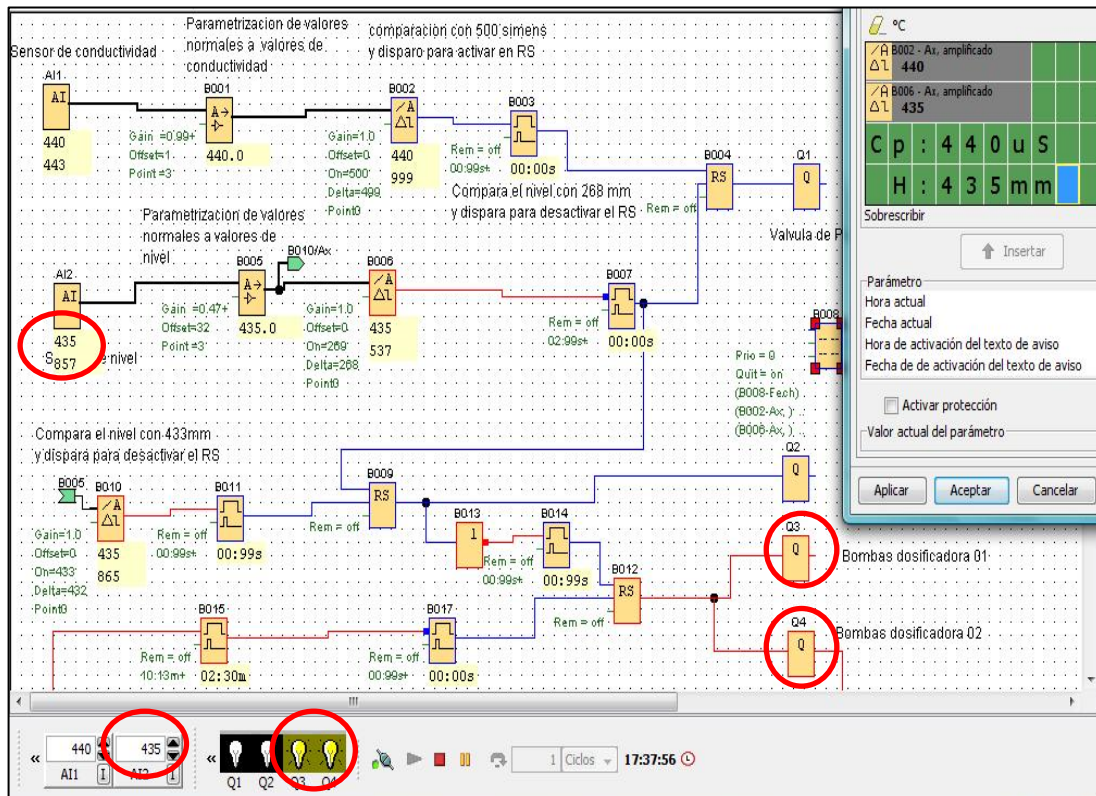 Sensor de conductividad
Parametrizacion de valores
normales a valores de
conductividad
comparacion con 500 simens
y disparo para activar en RS
AI1
AI
440
443
B001
A→
Gain =0.99+
Offset=1
Point =3
440.0
B002
/A
Δ
Gain=1.0
Offset=0
On=500
Delta=499
Point0
440
999
B003
Rem = off
00:99s+
00:00s
B004
RS
Rem = off
Q1
Q
Compara el nivel con 268 mm
y dispara para desactivar el RS
Valvula de P
Parametrizacion de valores
normales a valores de
nivel
B010/Ax
AI2
AI
435
857
B005
A→
Gain =0.47+
Offset=32
Point =3
435.0
B006
/A
Δ
Gain=1.0
Offset=0
On=269
Delta=268
Point0
435
537
B007
Rem = off
02:99s+
00:00s
B008
Prio = 0
Quit = on
(B008-Fech)
(B002-Ax, ) ..
(B006-Ax, ) ..
Compara el nivel con 433mm
y dispara para desactivar el RS
B005
B010
/A
Δ
Gain=1.0
Offset=0
On=433
Delta=432
Point0
435
865
B011
Rem = off
00:99s+
00:99s
B009
RS
Rem = off
Q2
Q
B013
1
B014
Rem = off
00:99s+
00:99s
B012
RS
Rem = off
Q3
Q
Bombas dosificadora 01
Q4
Q
Bombas dosificadora 02
B015
Rem = off
10:13m+
02:30m
B017
Rem = off
00:99s+
00:00s
°C
B002 - Ax, amplificado
440
B006 - Ax, amplificado
435
Cp:440uS
H:435mm
Sobrescribir
Insertar
Parámetro
Hora actual
Fecha actual
Hora de activación del texto de aviso
Fecha de de activación del texto de aviso
Activar protección
Valor actual del parámetro
Aplicar
Aceptar
Cancelar
« 440 435 «
AI1 I AI2 I
Q1 Q2 Q3 Q4
1 Ciclos 17:37:56